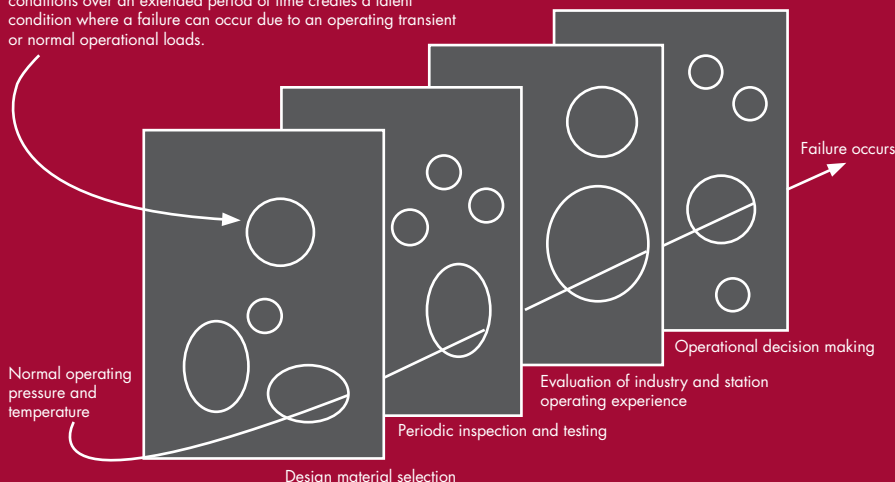 conditions over an extended period of time creates a latent
condition where a failure can occur due to an operating transient
or normal operational loads.
Failure occurs
Normal operating
pressure and
temperature
Operational decision making
Evaluation of industry and station
operating experience
Periodic inspection and testing
Design material selection